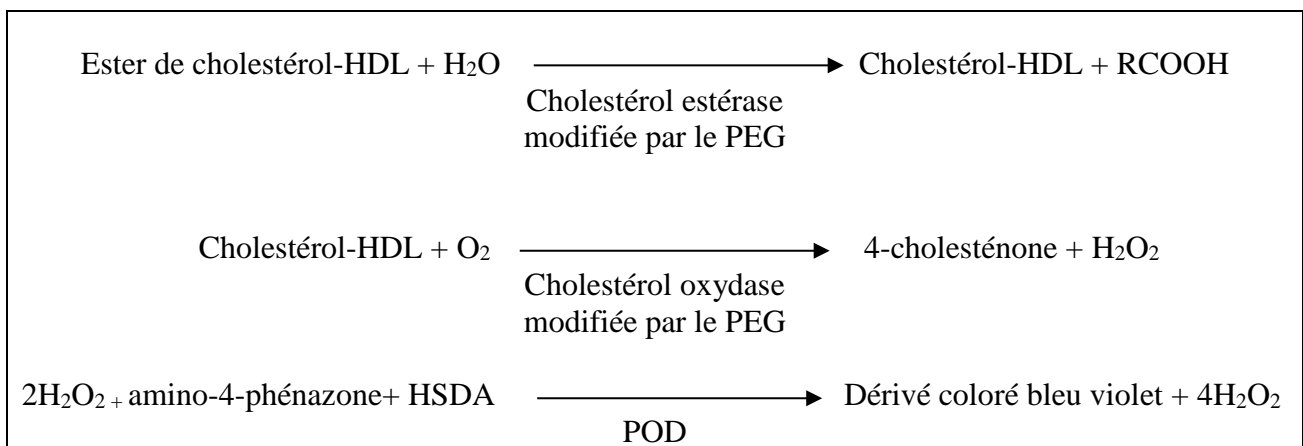 Ester de cholestérol-HDL + H₂O Cholestérol-HDL + RCOOH
Cholestérol estérase
modifiée par le PEG
Cholestérol-HDL + O₂ 4-cholesténone + H₂O₂
Cholestérol oxydase
modifiée par le PEG
2H₂O₂ + amino-4-phénazone+ HSDA Dérivé coloré bleu violet + 4H₂O₂
POD